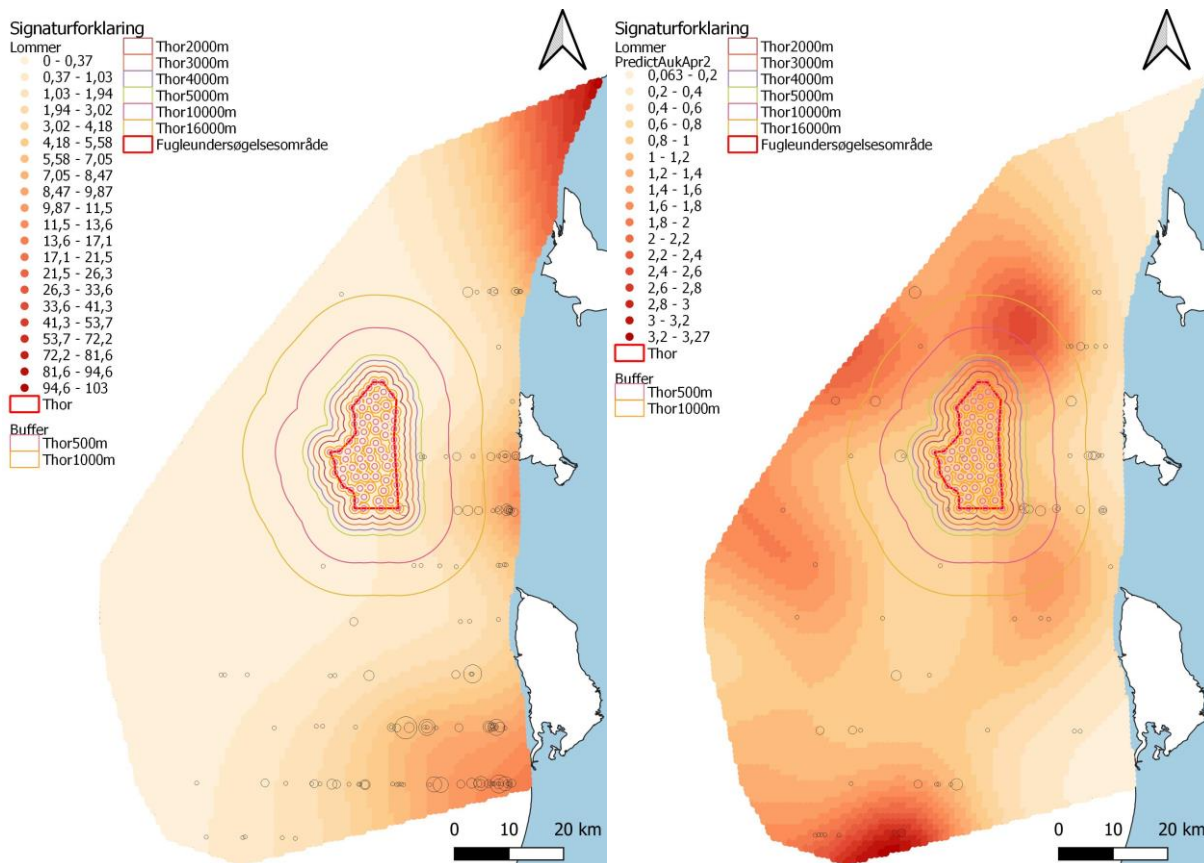 Signaturforklaring
Lommer
0 - 0,37
0,37 - 1,03
1,03 - 1,94
1,94 - 3,02
3,02 - 4,18
4,18 - 5,58
5,58 - 7,05
7,05 - 8,47
8,47 - 9,87
9,87 - 11,5
11,5 - 13,6
13,6 - 17,1
17,1 - 21,5
21,5 - 26,3
26,3 - 33,6
33,6 - 41,3
41,3 - 53,7
53,7 - 72,2
72,2 - 81,6
81,6 - 94,6
94,6 - 103
Thor
Buffer
Thor500m
Thor1000m
Thor2000m
Thor3000m
Thor4000m
Thor5000m
Thor10000m
Thor16000m
Fugleundersøgelsesområde
0 10 20 km
Signaturforklaring
Lommer
PredictAukApr2
0,063 - 0,2
0,2 - 0,4
0,4 - 0,6
0,6 - 0,8
0,8 - 1
1 - 1,2
1,2 - 1,4
1,4 - 1,6
1,6 - 1,8
1,8 - 2
2 - 2,2
2,2 - 2,4
2,4 - 2,6
2,6 - 2,8
2,8 - 3
3 - 3,2
3,2 - 3,27
Thor
Buffer
Thor500m
Thor1000m
Thor2000m
Thor3000m
Thor4000m
Thor5000m
Thor10000m
Thor16000m
Fugleundersøgelsesområde
0 10 20 km